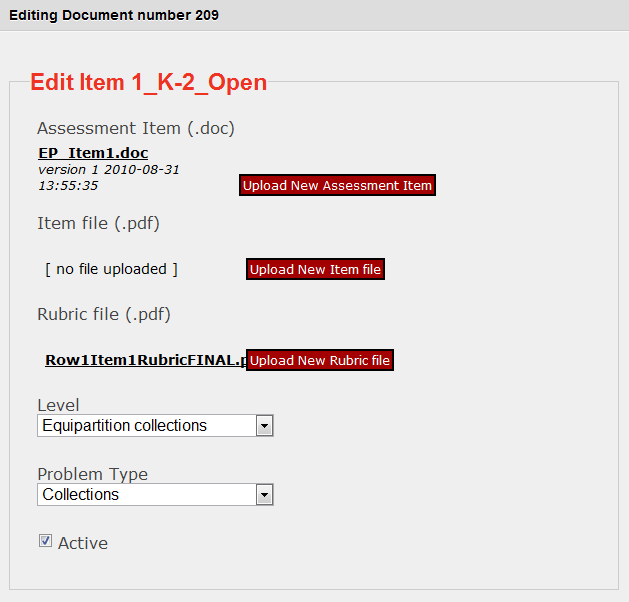 Editing Document number 209
Edit Item 1_K-2_Open
Assessment Item (.doc)
EP_Item1.doc
version 1 2010-08-31
13:55:35
Upload New Assessment Item
Item file (.pdf)
[ no file uploaded ]
Upload New Item file
Rubric file (.pdf)
Row1Item1RubricFINAL.p
Upload New Rubric file
Level
Equipartition collections
Problem Type
Collections
Active